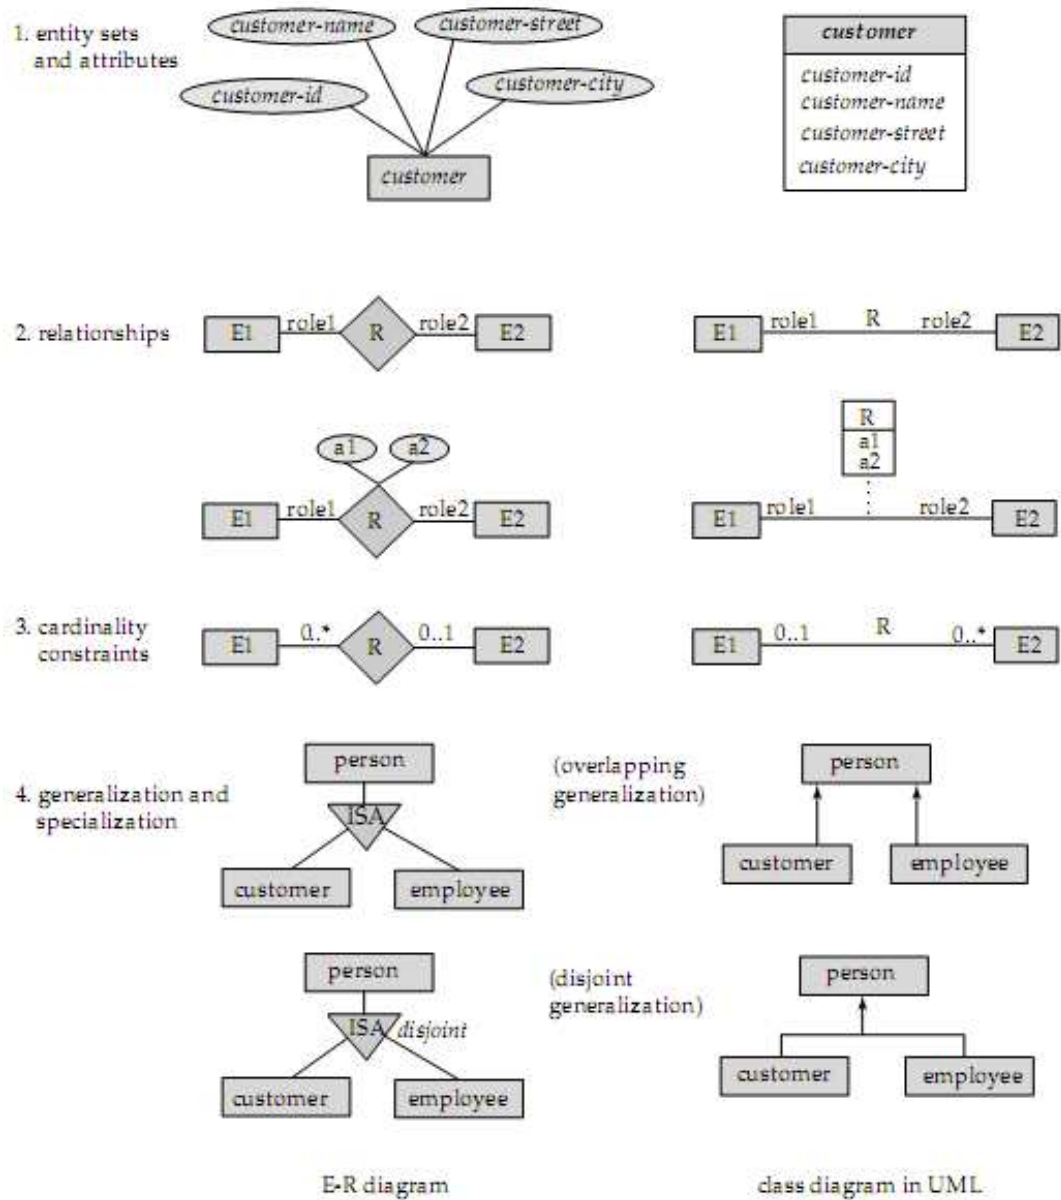 1. entity sets
and attributes
customer-name
customer-street
customer-id
customer-city
customer
customer
customer-id
customer-name
customer-street
customer-city
2. relationships
E1 role1 R role2 E2
E1 role1 R role2 E2
a1 a2
E1 role1 R role2 E2
R
a1
a2
E1 role1 role2 E2
3. cardinality
constraints
E1 0..* R 0..1 E2
E1 0..1 R 0..* E2
4. generalization and
specialization
person
ISA
customer employee
(overlapping
generalization)
person
customer employee
person
ISA disjoint
customer employee
(disjoint
generalization)
person
customer employee
E-R diagram
class diagram in UML